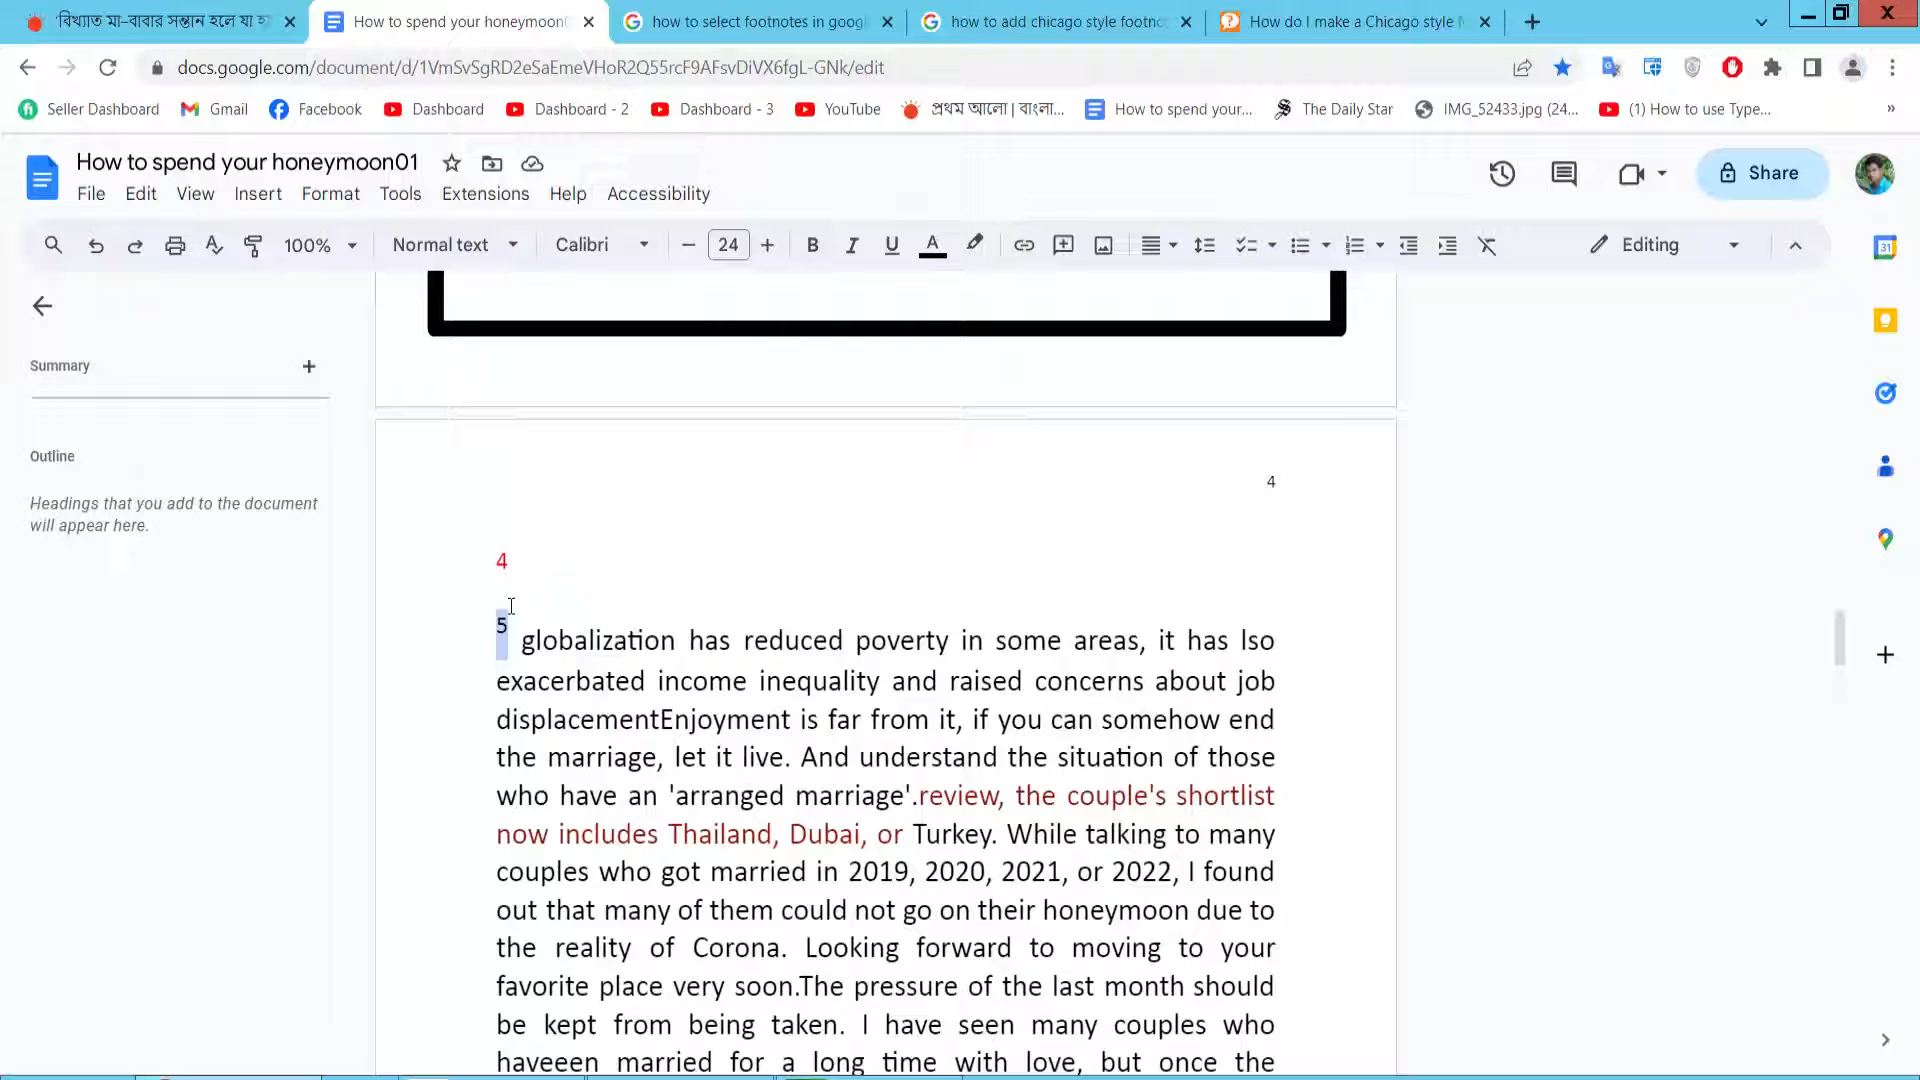 'বিখ্যাত মা–বাবার সন্তান হলে যা হ
How to spend your honeymoon
how to select footnotes in goog
how to add chicago style footno
How do I make a Chicago style f
docs.google.com/document/d/1VmSvSgRD2eSaEmeVHoR2Q55rcF9AFsvDiVX6fgL-GNk/edit
Seller Dashboard
Gmail
Facebook
Dashboard
Dashboard - 2
Dashboard - 3
YouTube
প্রথম আলো | বাংলা...
How to spend your...
The Daily Star
IMG_52433.jpg (24...
(1) How to use Type...
»
How to spend your honeymoon01
Share
File Edit View Insert Format Tools Extensions Help Accessibility
100% Normal text Calibri 24 B I U A Editing
31
Summary
Outline
Headings that you add to the document
will appear here.
4
4
5 globalization has reduced poverty in some areas, it has lso
exacerbated income inequality and raised concerns about job
displacementEnjoyment is far from it, if you can somehow end
the marriage, let it live. And understand the situation of those
who have an 'arranged marriage'.review, the couple's shortlist
now includes Thailand, Dubai, or Turkey. While talking to many
couples who got married in 2019, 2020, 2021, or 2022, I found
out that many of them could not go on their honeymoon due to
the reality of Corona. Looking forward to moving to your
favorite place very soon.The pressure of the last month should
be kept from being taken. I have seen many couples who
haveeen married for a long time with love, but once the